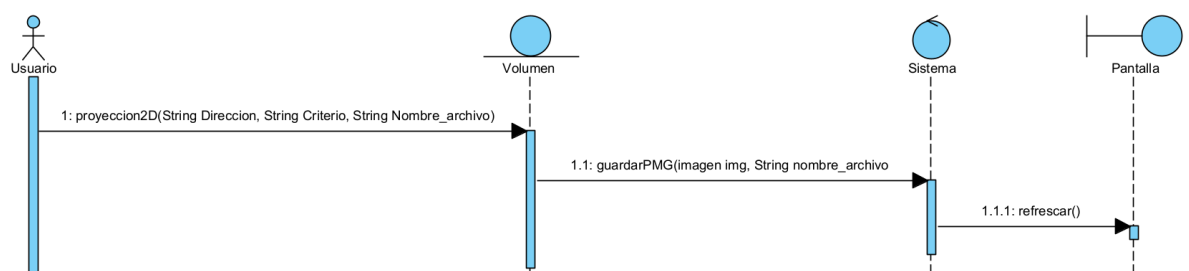 Usuario
Volumen
Sistema
Pantalla
1: proyeccion2D(String Direccion, String Criterio, String Nombre_archivo)
1.1: guardarPMG(imagen img, String nombre_archivo
1.1.1: refrescar()